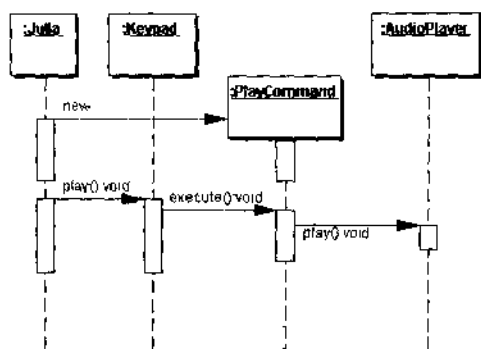 :Julia
:Keypad
:AudioPlayer
new
:PlayCommand
play():void
execute():void
play():void